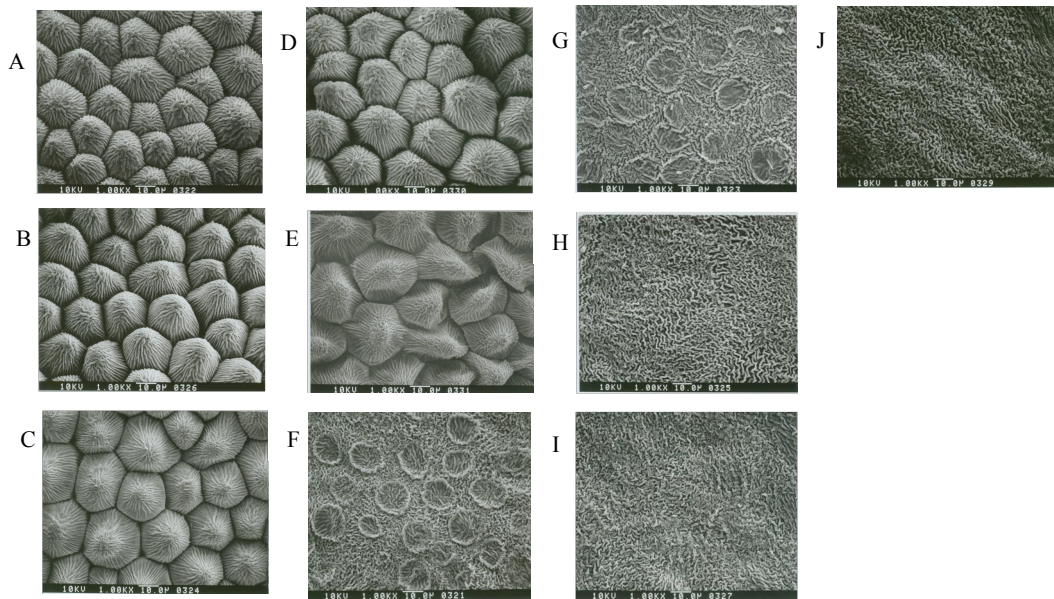 A
10KV 1.00KX 10.0µ 0322
B
10KV 1.00KX 10.0µ 0326
C
10KV 1.00KX 10.0µ 0324
D
10KV 1.00KX 10.0µ 0330
E
10KV 1.00KX 10.0µ 0331
F
10KV 1.00KX 10.0µ 0321
G
10KV 1.00KX 10.0µ 0323
H
10KV 1.00KX 10.0µ 0325
I
10KV 1.00KX 10.0µ 0327
J
10KV 1.00KX 10.0µ 0329